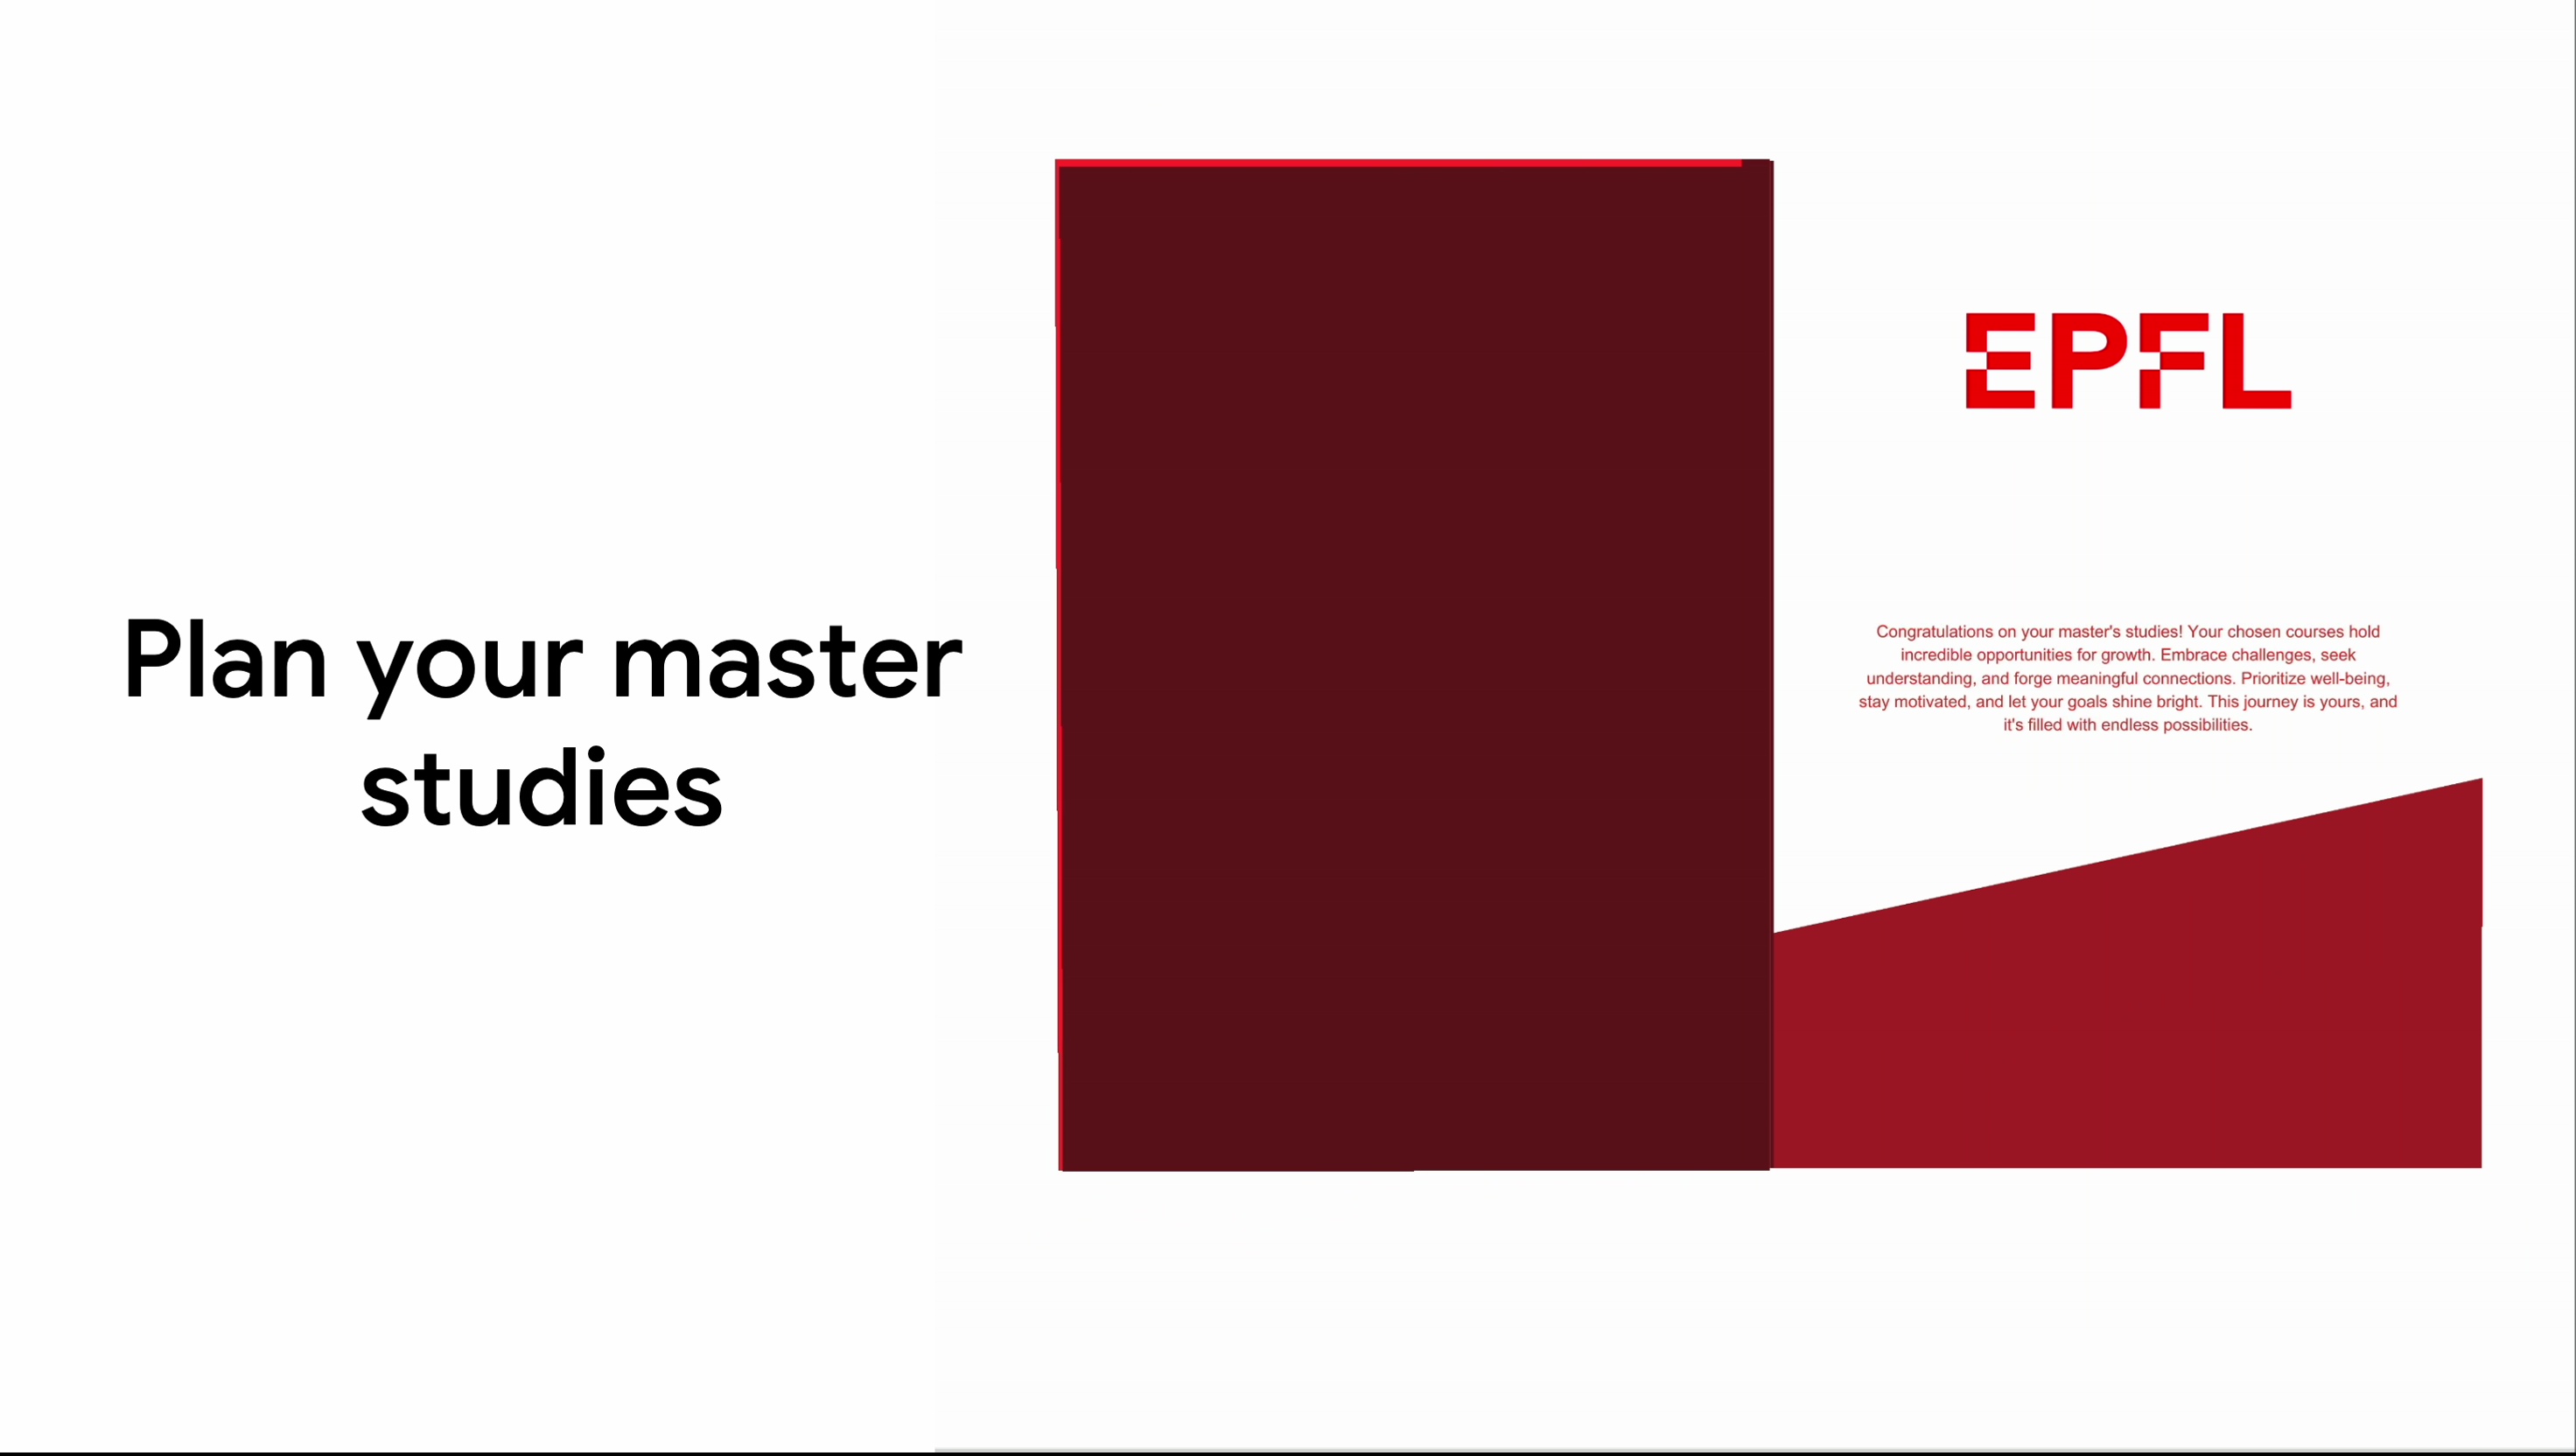 Plan your master
studies
EPFL
Congratulations on your master's studies! Your chosen courses hold
incredible opportunities for growth. Embrace challenges, seek
understanding, and forge meaningful connections. Prioritize well-being,
stay motivated, and let your goals shine bright. This journey is yours, and
it's filled with endless possibilities.